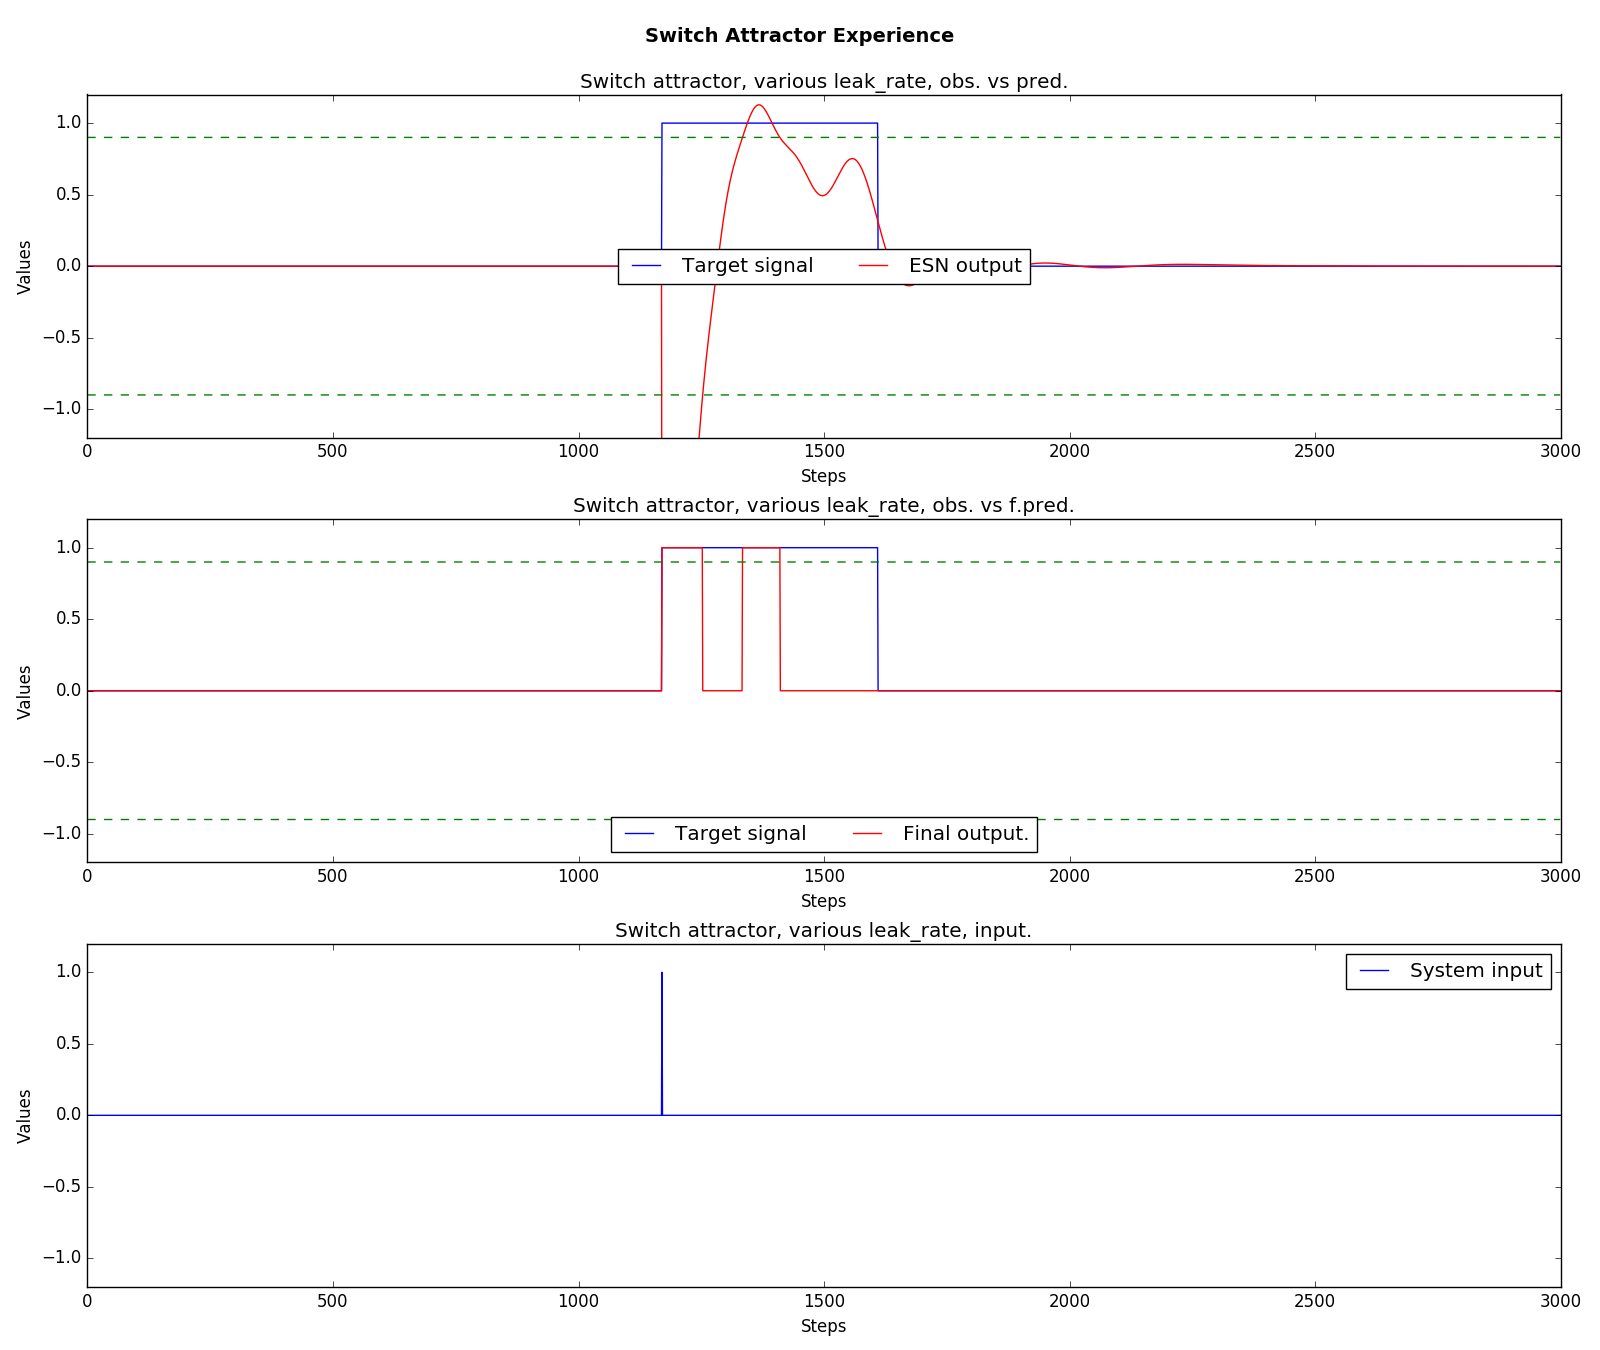 Switch Attractor Experience
Switch attractor, various leak_rate, obs. vs pred.
1.0
0.5
0.0
−0.5
−1.0
Values
Target signal ESN output
0 500 1000 1500 2000 2500 3000
Steps
Switch attractor, various leak_rate, obs. vs f.pred.
1.0
0.5
0.0
−0.5
−1.0
Values
Target signal Final output.
0 500 1000 1500 2000 2500 3000
Steps
Switch attractor, various leak_rate, input.
System input
1.0
0.5
0.0
−0.5
−1.0
Values
0 500 1000 1500 2000 2500 3000
Steps